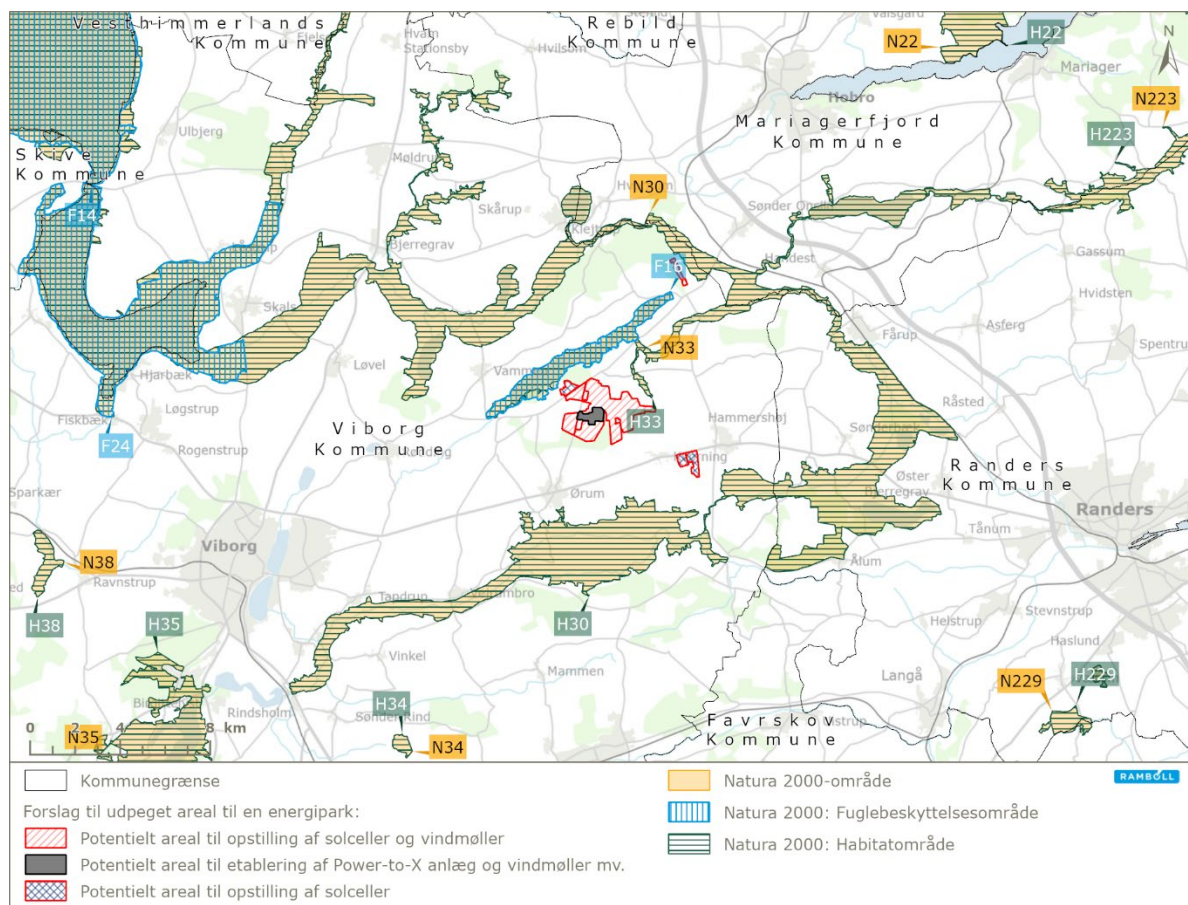 Vesthimmerlands
Kommune
Hvam
Stationsby
Hvilsom
Rebild
Kommune
Valsgård
N22
H22
Mariager
N
N223
Hobro
Ulbjerg
Mariagerfjord
Kommune
H223
Skive
Kommune
Møldrup
N30
Skårup
F14
Bjerregrav
Klejtrup
Sønder Onsild
Handest
Gassum
F16
Hvidsten
Skals
N33
Fårup
Asferg
Spentrup
Hjarbæk
Løvel
Vammen
Fiskbæk
Løgstrup
H33
Hammershøj
Råsted
Viborg
Kommune
Sønderbæk
F24
Rogenstrup
Rødding
Tjerning
Randers
Kommune
Øster
Bjerregrav
Sparkær
Ørum
Randers
Tånum
Viborg
N38
Ravnstrup
Ålum
Tandrup
H38
H35
H30
Stevnstrup
Helstrup
Vinkel
Haslund
Mammen
Langå
H34
N229
H229
Rindsholm
Sønder Rind
Favrskov
Kommune
0 2 4 8 km
N35
N34
Kommunegrænse
Forslag til udpeget areal til en energipark:
Potentielt areal til opstilling af solceller og vindmøller
Potentielt areal til etablering af Power-to-X anlæg og vindmøller mv.
Potentielt areal til opstilling af solceller
Natura 2000-område
Natura 2000: Fuglebeskyttelsesområde
Natura 2000: Habitatområde
RAMBOLL